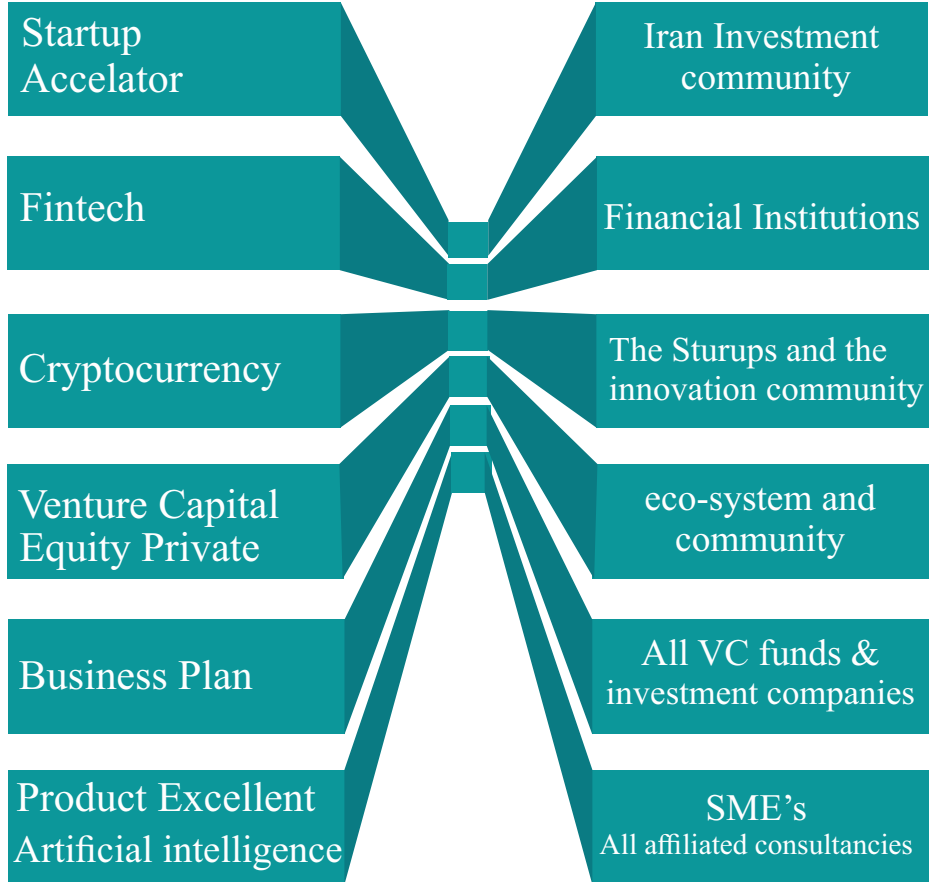 Startup
Accelator
Iran Investment
community
Fintech
Financial Institutions
Cryptocurrency
The Sturups and the
innovation community
Venture Capital
Equity Private
eco-system and
community
Business Plan
All VC funds &
investment companies
Product Excellent
Artificial intelligence
SME’s
All affiliated consultancies